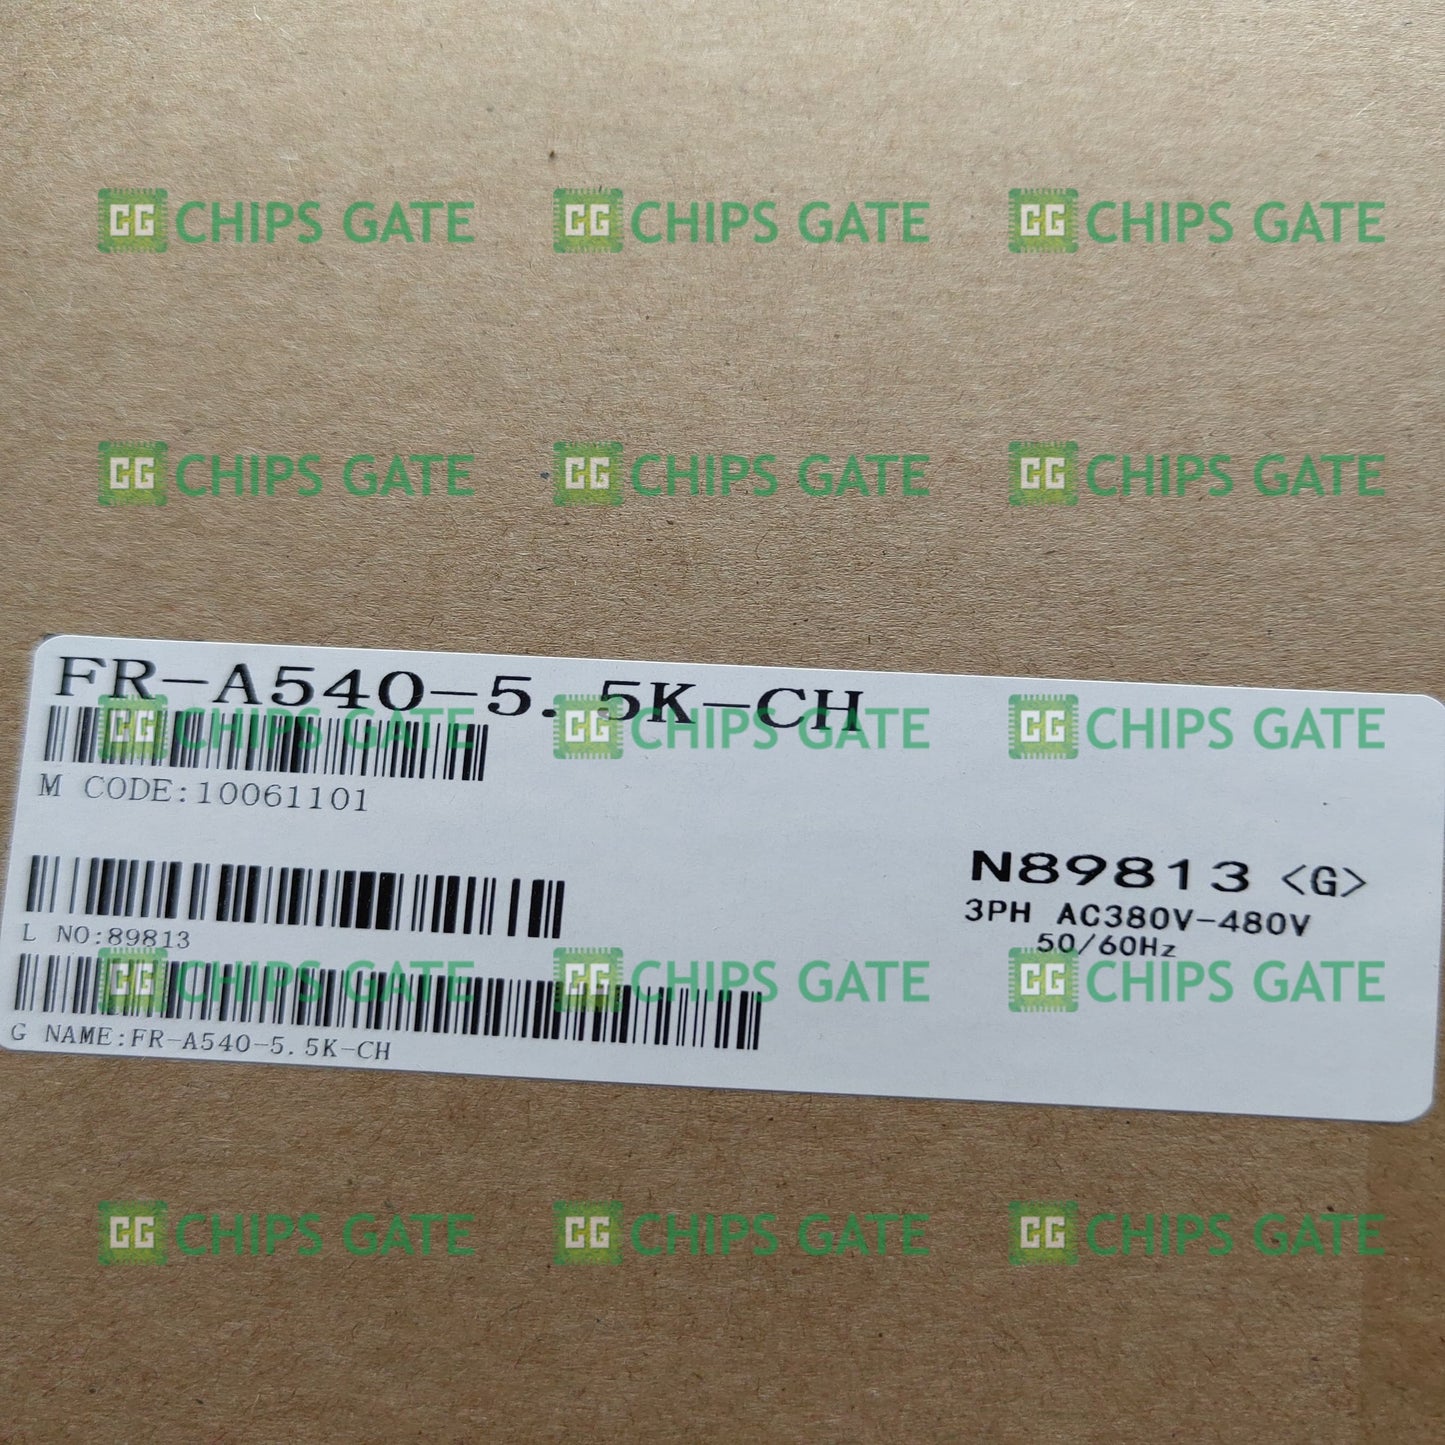 CG CHIPS GATE CG CHIPS GATE CG CHIPS GATE
CG CHIPS GATE CG CHIPS GATE CG CHIPS GATE
FR-A540-5.5K-CH
CG CHIPS GATE CG CHIPS GATE CG CHIPS GATE
M CODE:10061101
N89813 <G>
3PH AC380V-480V
50/60Hz
L NO:89813
CG CHIPS GATE CG CHIPS GATE CG CHIPS GATE
G NAME:FR-A540-5.5K-CH
CG CHIPS GATE CG CHIPS GATE CG CHIPS GATE